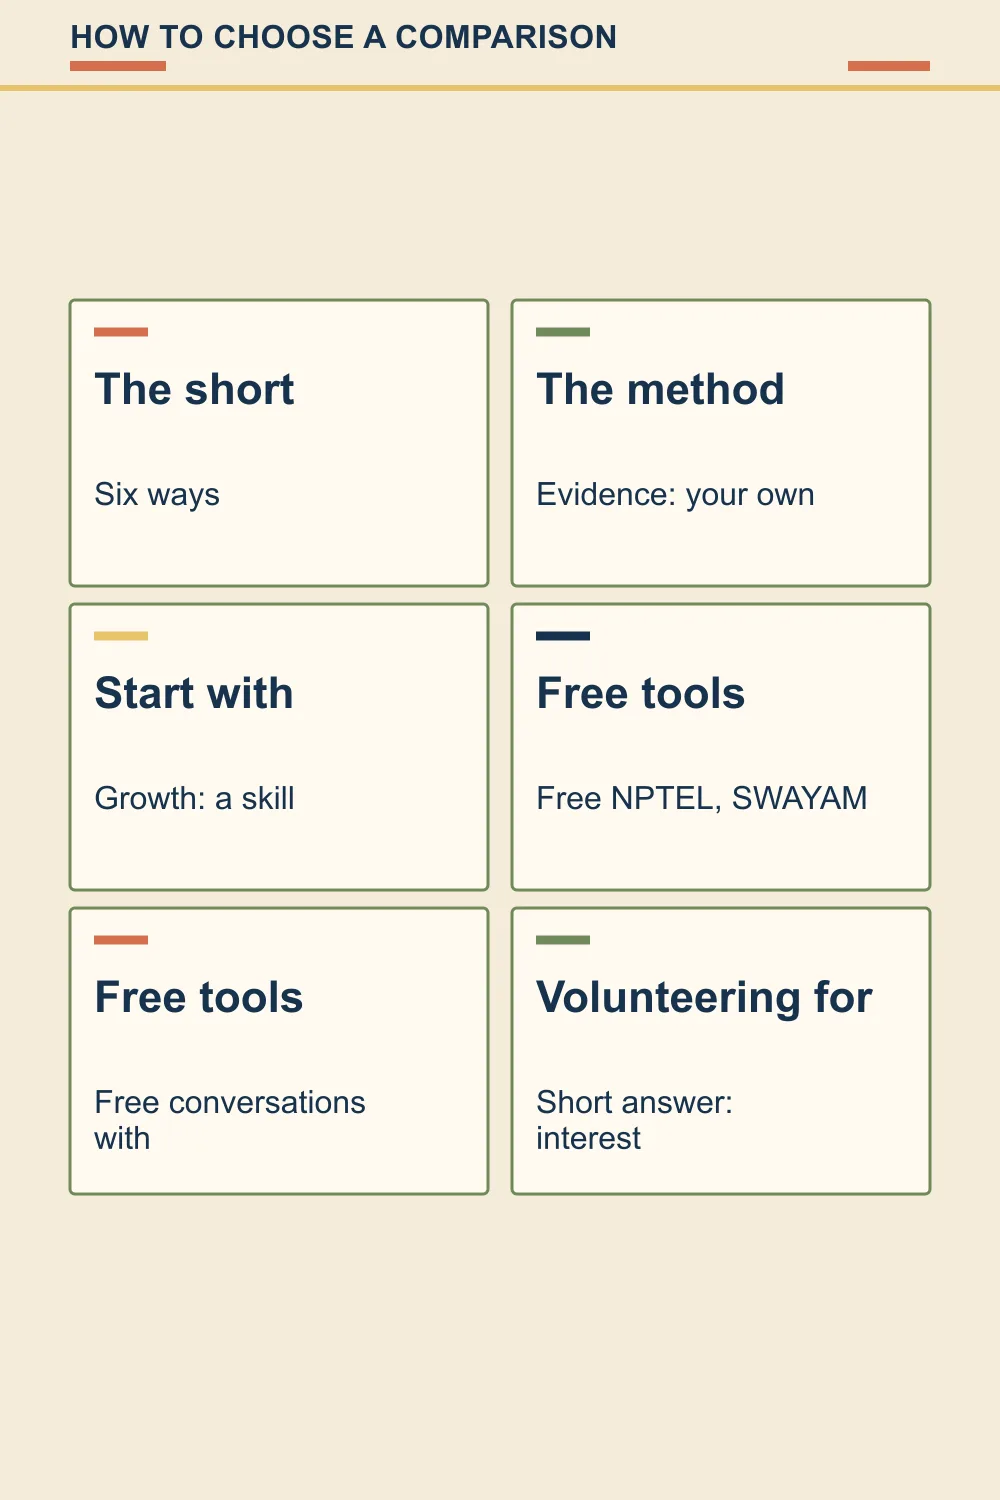 HOW TO CHOOSE A COMPARISON
The short
Six ways
The method
Evidence: your own
Start with
Growth: a skill
Free tools
Free NPTEL, SWAYAM
Free tools
Free conversations
with
Volunteering for
Short answer:
interest